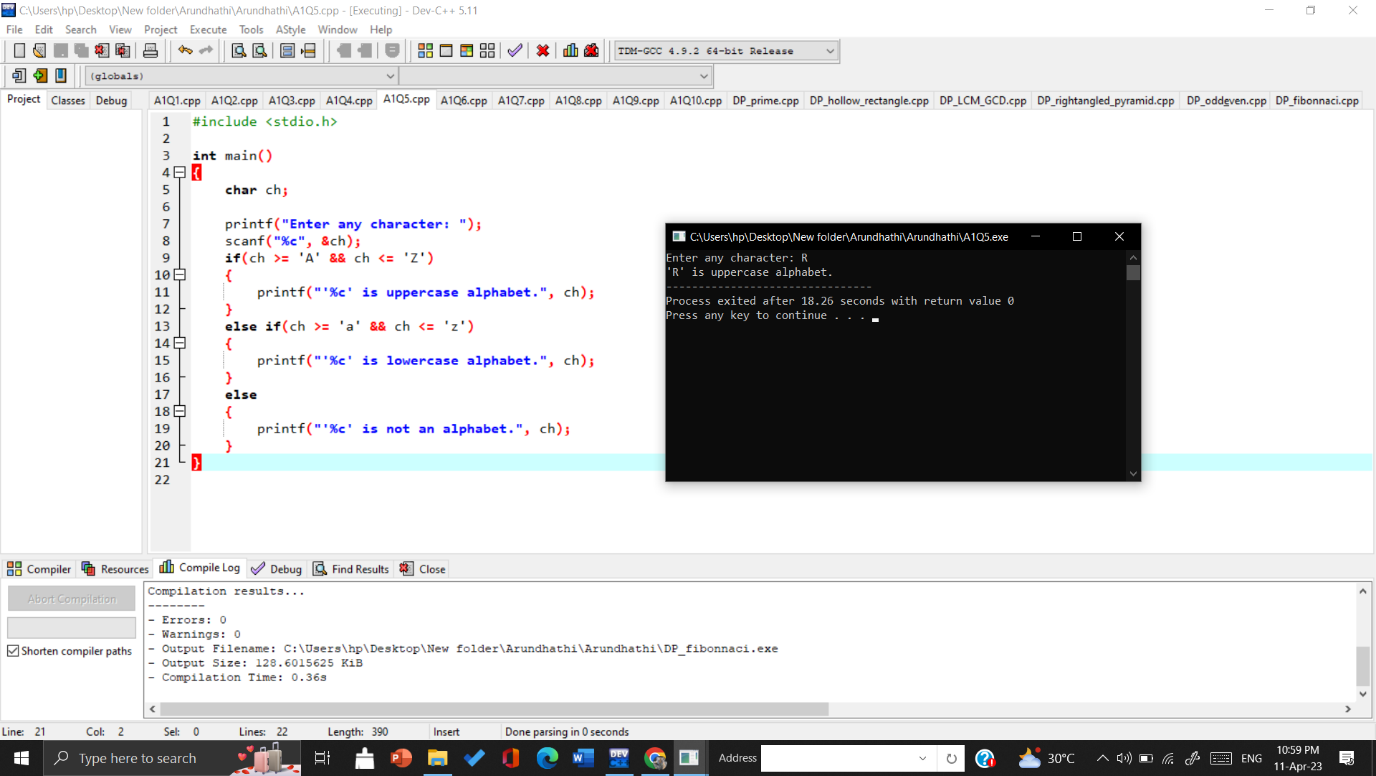 C:\Users\hp\Desktop\New folder\Arundhathi\Arundhathi\A1Q5.cpp - [Executing] - Dev-C++ 5.11
File Edit Search View Project Execute Tools AStyle Window Help
TDM-GCC 4.9.2 64-bit Release
(globals)
Project Classes Debug A1Q1.cpp A1Q2.cpp A1Q3.cpp A1Q4.cpp A1Q5.cpp A1Q6.cpp A1Q7.cpp A1Q8.cpp A1Q9.cpp A1Q10.cpp DP_prime.cpp DP_hollow_rectangle.cpp DP_LCM_GCD.cpp DP_rightangled_pyramid.cpp DP_oddeven.cpp DP_fibonnaci.cpp
1 #include <stdio.h>
2
3 int main()
4 {
5 char ch;
6
7 printf("Enter any character: ");
8 scanf("%c", &ch);
9 if(ch >= 'A' && ch <= 'Z')
10 {
11 printf("'%c' is uppercase alphabet.", ch);
12 }
13 else if(ch >= 'a' && ch <= 'z')
14 {
15 printf("'%c' is lowercase alphabet.", ch);
16 }
17 else
18 {
19 printf("'%c' is not an alphabet.", ch);
20 }
21 }
22
C:\Users\hp\Desktop\New folder\Arundhathi\Arundhathi\A1Q5.exe
Enter any character: R
'R' is uppercase alphabet.
--------------------------------
Process exited after 18.26 seconds with return value 0
Press any key to continue . . .
Compiler Resources Compile Log Debug Find Results Close
Abort Compilation
Shorten compiler paths
Compilation results...
--------
- Errors: 0
- Warnings: 0
- Output Filename: C:\Users\hp\Desktop\New folder\Arundhathi\Arundhathi\DP_fibonnaci.exe
- Output Size: 128.6015625 KiB
- Compilation Time: 0.36s
Line: 21 Col: 2 Sel: 0 Lines: 22 Length: 390 Insert Done parsing in 0 seconds
Type here to search
DEV
Address
30°C
ENG
10:59 PM
11-Apr-23